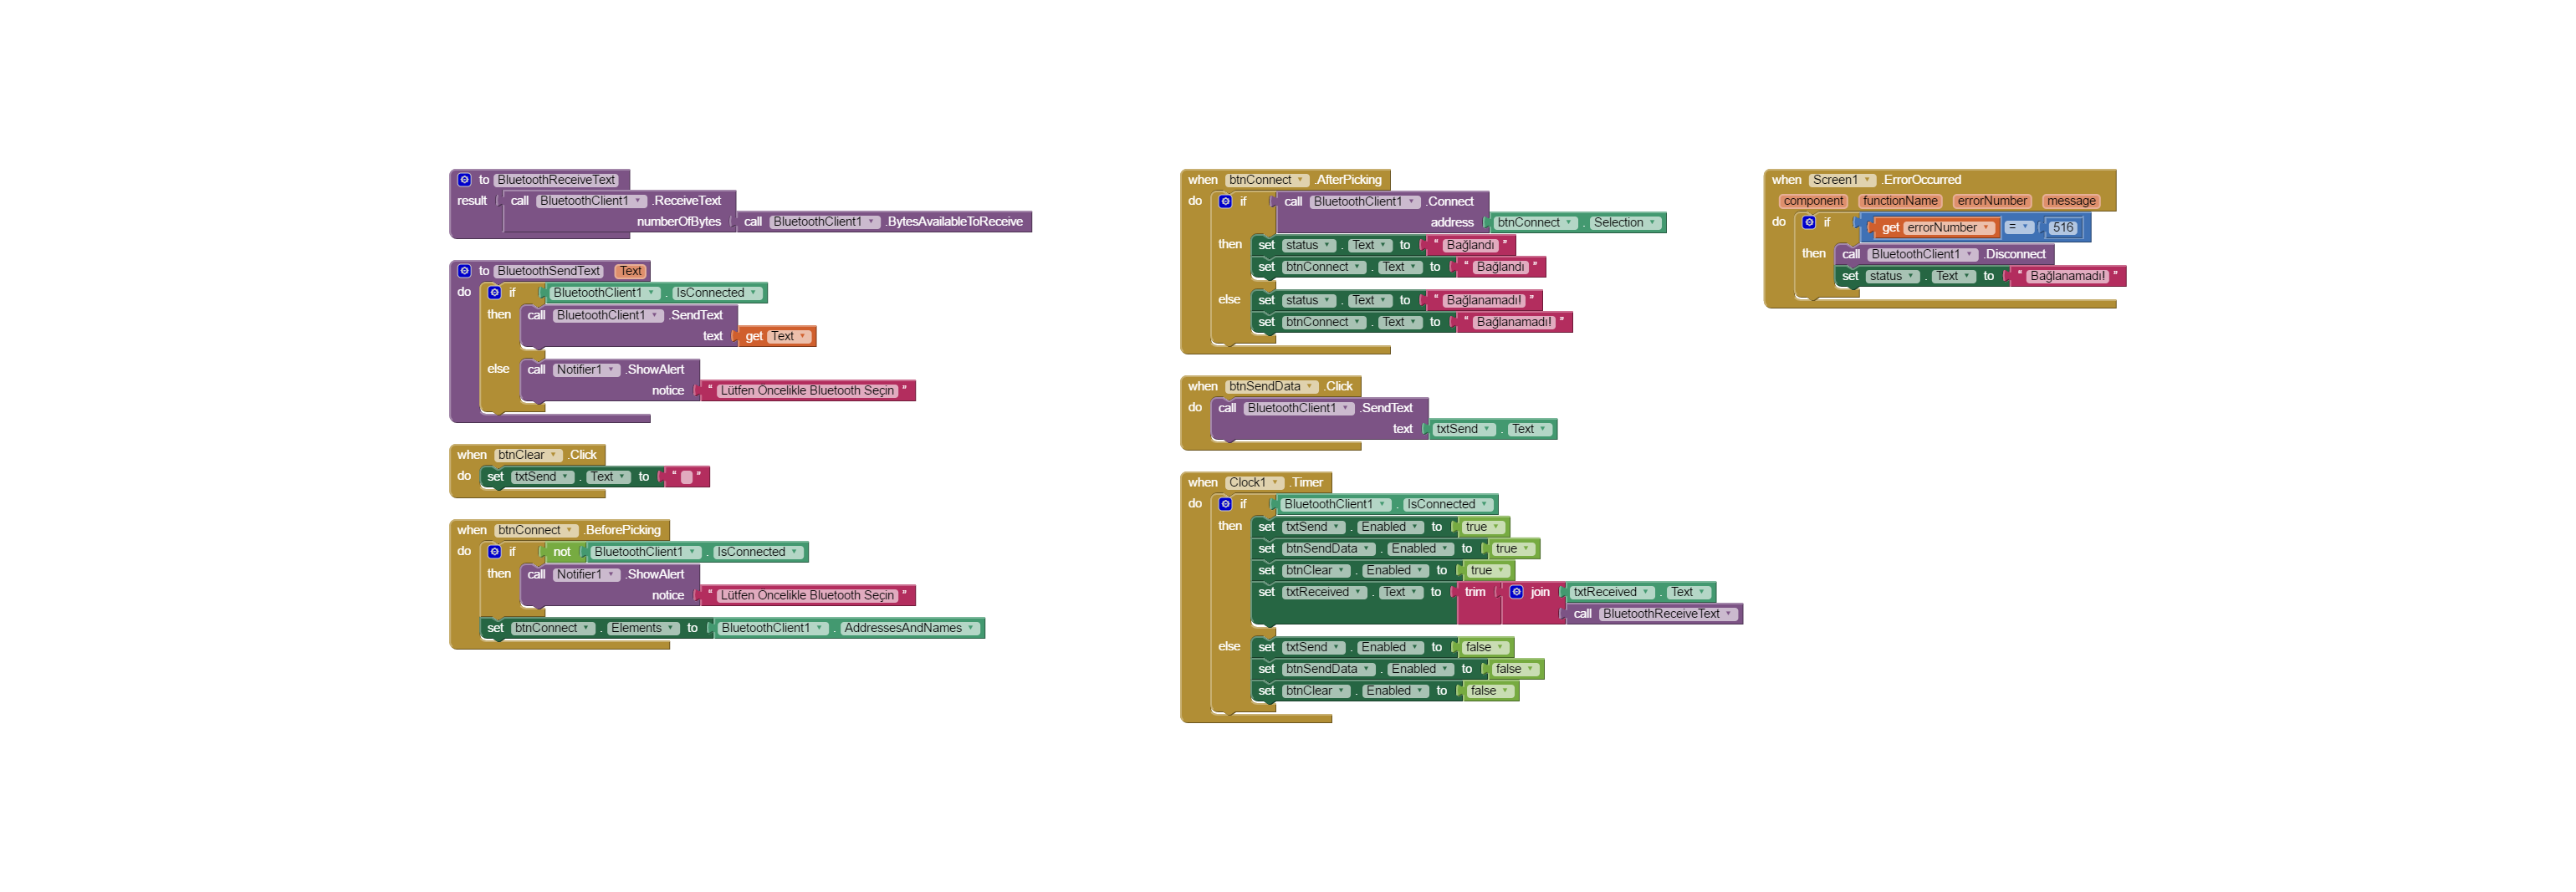 to BluetoothReceiveText
result call BluetoothClient1 .ReceiveText
numberOfBytes call BluetoothClient1 .BytesAvailableToReceive
to BluetoothSendText Text
do if BluetoothClient1 . IsConnected
then call BluetoothClient1 .SendText
text get Text
else call Notifier1 .ShowAlert
notice " Lütfen Öncelikle Bluetooth Seçin "
when btnClear .Click
do set txtSend . Text to " "
when btnConnect .BeforePicking
do if not BluetoothClient1 . IsConnected
then call Notifier1 .ShowAlert
notice " Lütfen Öncelikle Bluetooth Seçin "
set btnConnect . Elements to BluetoothClient1 . AddressesAndNames
when btnConnect .AfterPicking
do if call BluetoothClient1 .Connect
address btnConnect . Selection
then set status . Text to " Bağlandı "
set btnConnect . Text to " Bağlandı "
else set status . Text to " Bağlanamadı! "
set btnConnect . Text to " Bağlanamadı! "
when btnSendData .Click
do call BluetoothClient1 .SendText
text txtSend . Text
when Clock1 .Timer
do if BluetoothClient1 . IsConnected
then set txtSend . Enabled to true
set btnSendData . Enabled to true
set btnClear . Enabled to true
set txtReceived . Text to trim join txtReceived . Text
call BluetoothReceiveText
else set txtSend . Enabled to false
set btnSendData . Enabled to false
set btnClear . Enabled to false
when Screen1 .ErrorOccurred
component functionName errorNumber message
do if get errorNumber = 516
then call BluetoothClient1 .Disconnect
set status . Text to " Bağlanamadı! "